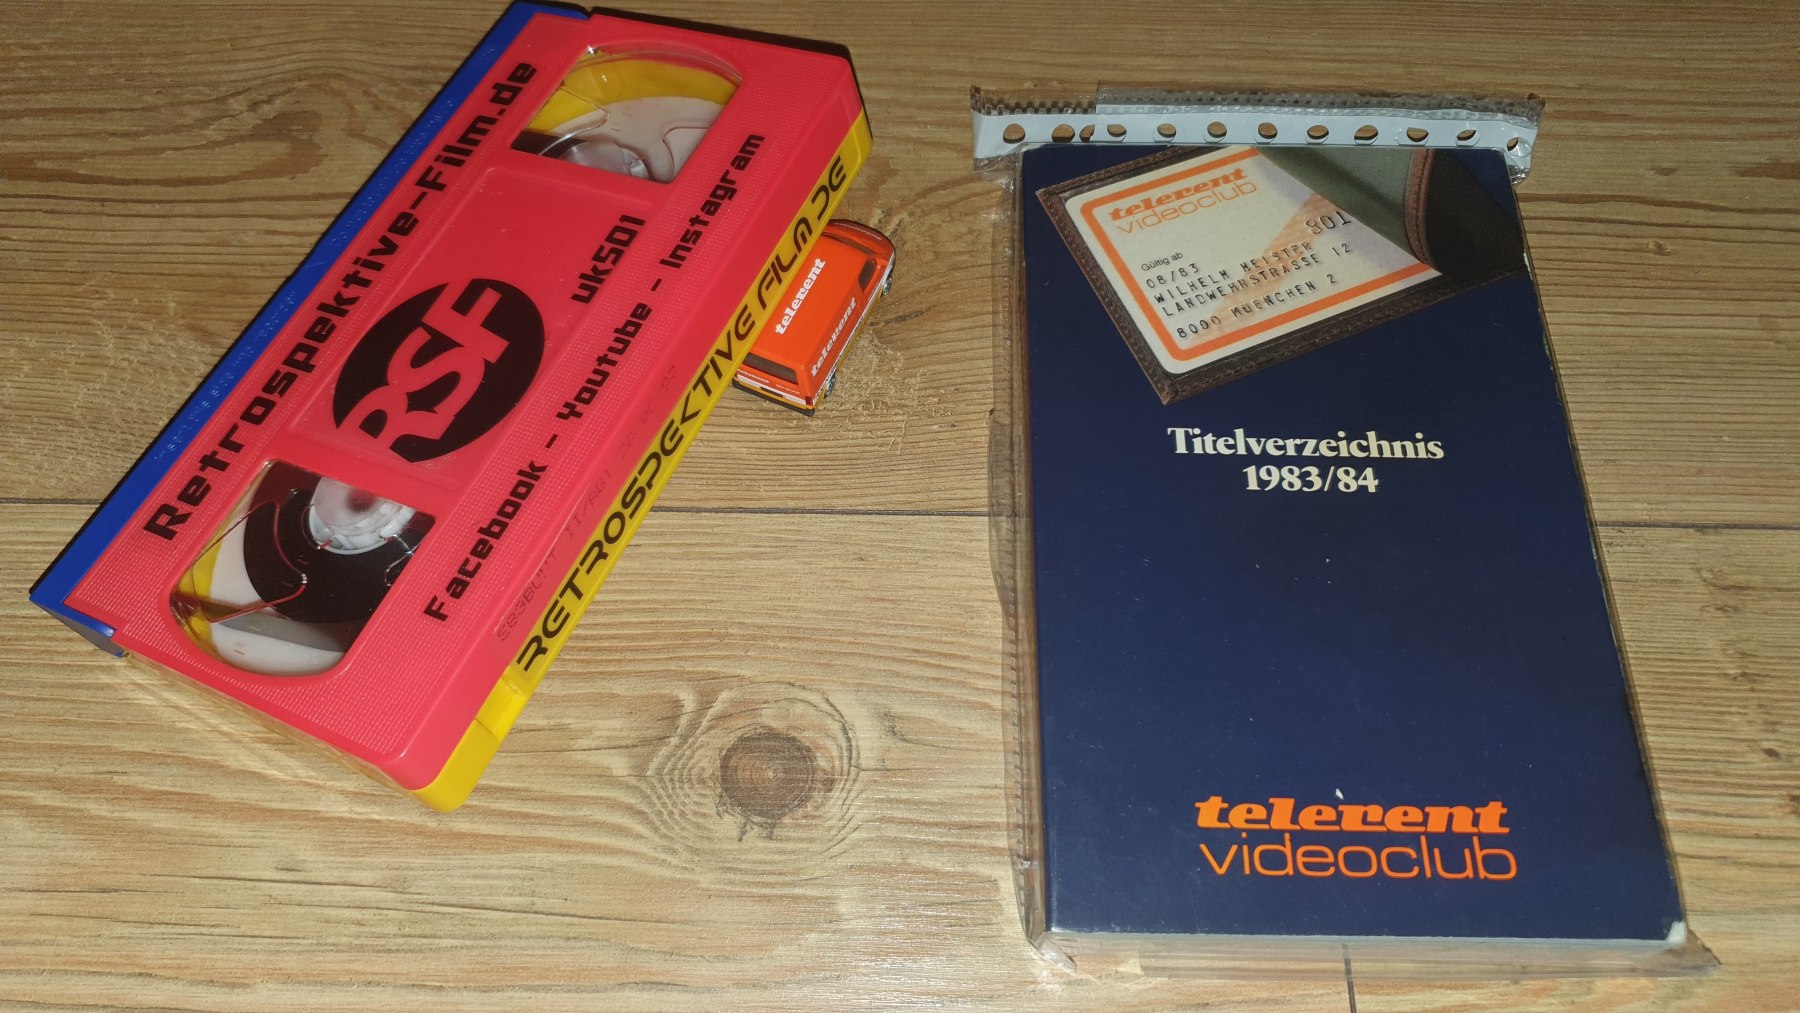 Retrospektive-Film.de
RSF
uk501
Facebook - Youtube - Instagram
RETROSPEKTIVE FILM.DE
telerent
telerent
telerent
videoclub
801
Gültig ab
08/83
WILHELM MEISTER
LANDWEHRSTRASSE 12
8000 MUENCHEN 2
Titelverzeichnis
1983/84
telerent
videoclub